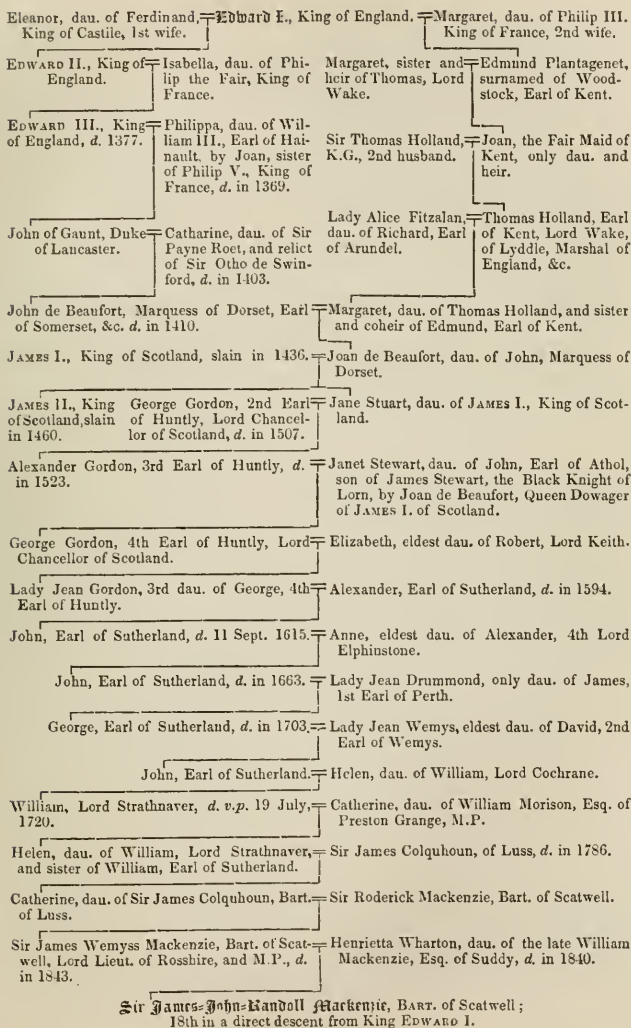 Eleanor, dau. of Ferdinand, King of Castile, 1st wife. Edward I., King of England. Margaret, dau. of Philip III. King of France, 2nd wife.
EDWARD II., King of England.
Isabella, dau. of Philip the Fair, King of France.
Margaret, sister and heir of Thomas, Lord Wake.
Edmund Plantagenet, surnamed of Woodstock, Earl of Kent.
EDWARD III., King of England, d. 1377.
Philippa, dau. of William III., Earl of Hainault, by Joan, sister of Philip V., King of France, d. in 1369.
Sir Thomas Holland, K.G., 2nd husband.
Joan, the Fair Maid of Kent, only dau. and heir.
John of Gaunt, Duke of Lancaster.
Catharine, dau. of Sir Payne Roet, and relict of Sir Otho de Swinford, d. in 1403.
Lady Alice Fitzalan, dau. of Richard, Earl of Arundel.
Thomas Holland, Earl of Kent, Lord Wake, of Lyddle, Marshal of England, &c.
John de Beaufort, Marquess of Dorset, Earl of Somerset, &c. d. in 1410.
Margaret, dau. of Thomas Holland, and sister and coheir of Edmund, Earl of Kent.
JAMES I., King of Scotland, slain in 1436.
Joan de Beaufort, dau. of John, Marquess of Dorset.
JAMES II., King of Scotland, slain in 1460.
George Gordon, 2nd Earl of Huntly, Lord Chancellor of Scotland, d. in 1507.
Jane Stuart, dau. of JAMES I., King of Scotland.
Alexander Gordon, 3rd Earl of Huntly, d. in 1523.
Janet Stewart, dau. of John, Earl of Athol, son of James Stewart, the Black Knight of Lorn, by Joan de Beaufort, Queen Dowager of JAMES I. of Scotland.
George Gordon, 4th Earl of Huntly, Lord Chancellor of Scotland.
Elizabeth, eldest dau. of Robert, Lord Keith.
Lady Jean Gordon, 3rd dau. of George, 4th Earl of Huntly.
Alexander, Earl of Sutherland, d. in 1594.
John, Earl of Sutherland, d. 11 Sept. 1615.
Anne, eldest dau. of Alexander, 4th Lord Elphinstone.
John, Earl of Sutherland, d. in 1663.
Lady Jean Drummond, only dau. of James, 1st Earl of Perth.
George, Earl of Sutherland, d. in 1703.
Lady Jean Wemys, eldest dau. of David, 2nd Earl of Wemys.
John, Earl of Sutherland.
Helen, dau. of William, Lord Cochrane.
William, Lord Strathnaver, d. v.p. 19 July, 1720.
Catherine, dau. of William Morison, Esq. of Preston Grange, M.P.
Helen, dau. of William, Lord Strathnaver, and sister of William, Earl of Sutherland.
Sir James Colquhoun, of Luss, d. in 1786.
Catherine, dau. of Sir James Colquhoun, Bart. of Luss.
Sir Roderick Mackenzie, Bart. of Scatwell.
Sir James Wemyss Mackenzie, Bart. of Scatwell, Lord Lieut. of Rosshire, and M.P., d. in 1843.
Henrietta Wharton, dau. of the late William Mackenzie, Esq. of Suddy, d. in 1840.
Sir James-John-Randoll Mackenzie, BART. of Scatwell;
18th in a direct descent from King EDWARD I.